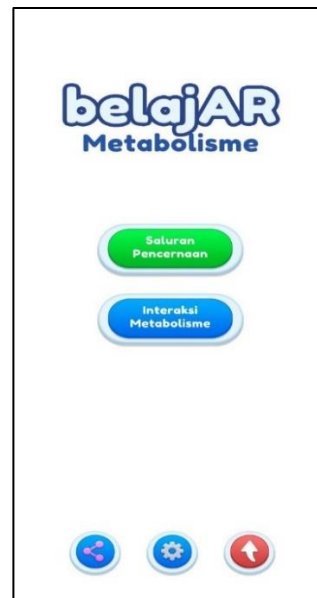 belajAR
Metabolisme
Saluran
Pencernaan
Interaksi
Metabolisme